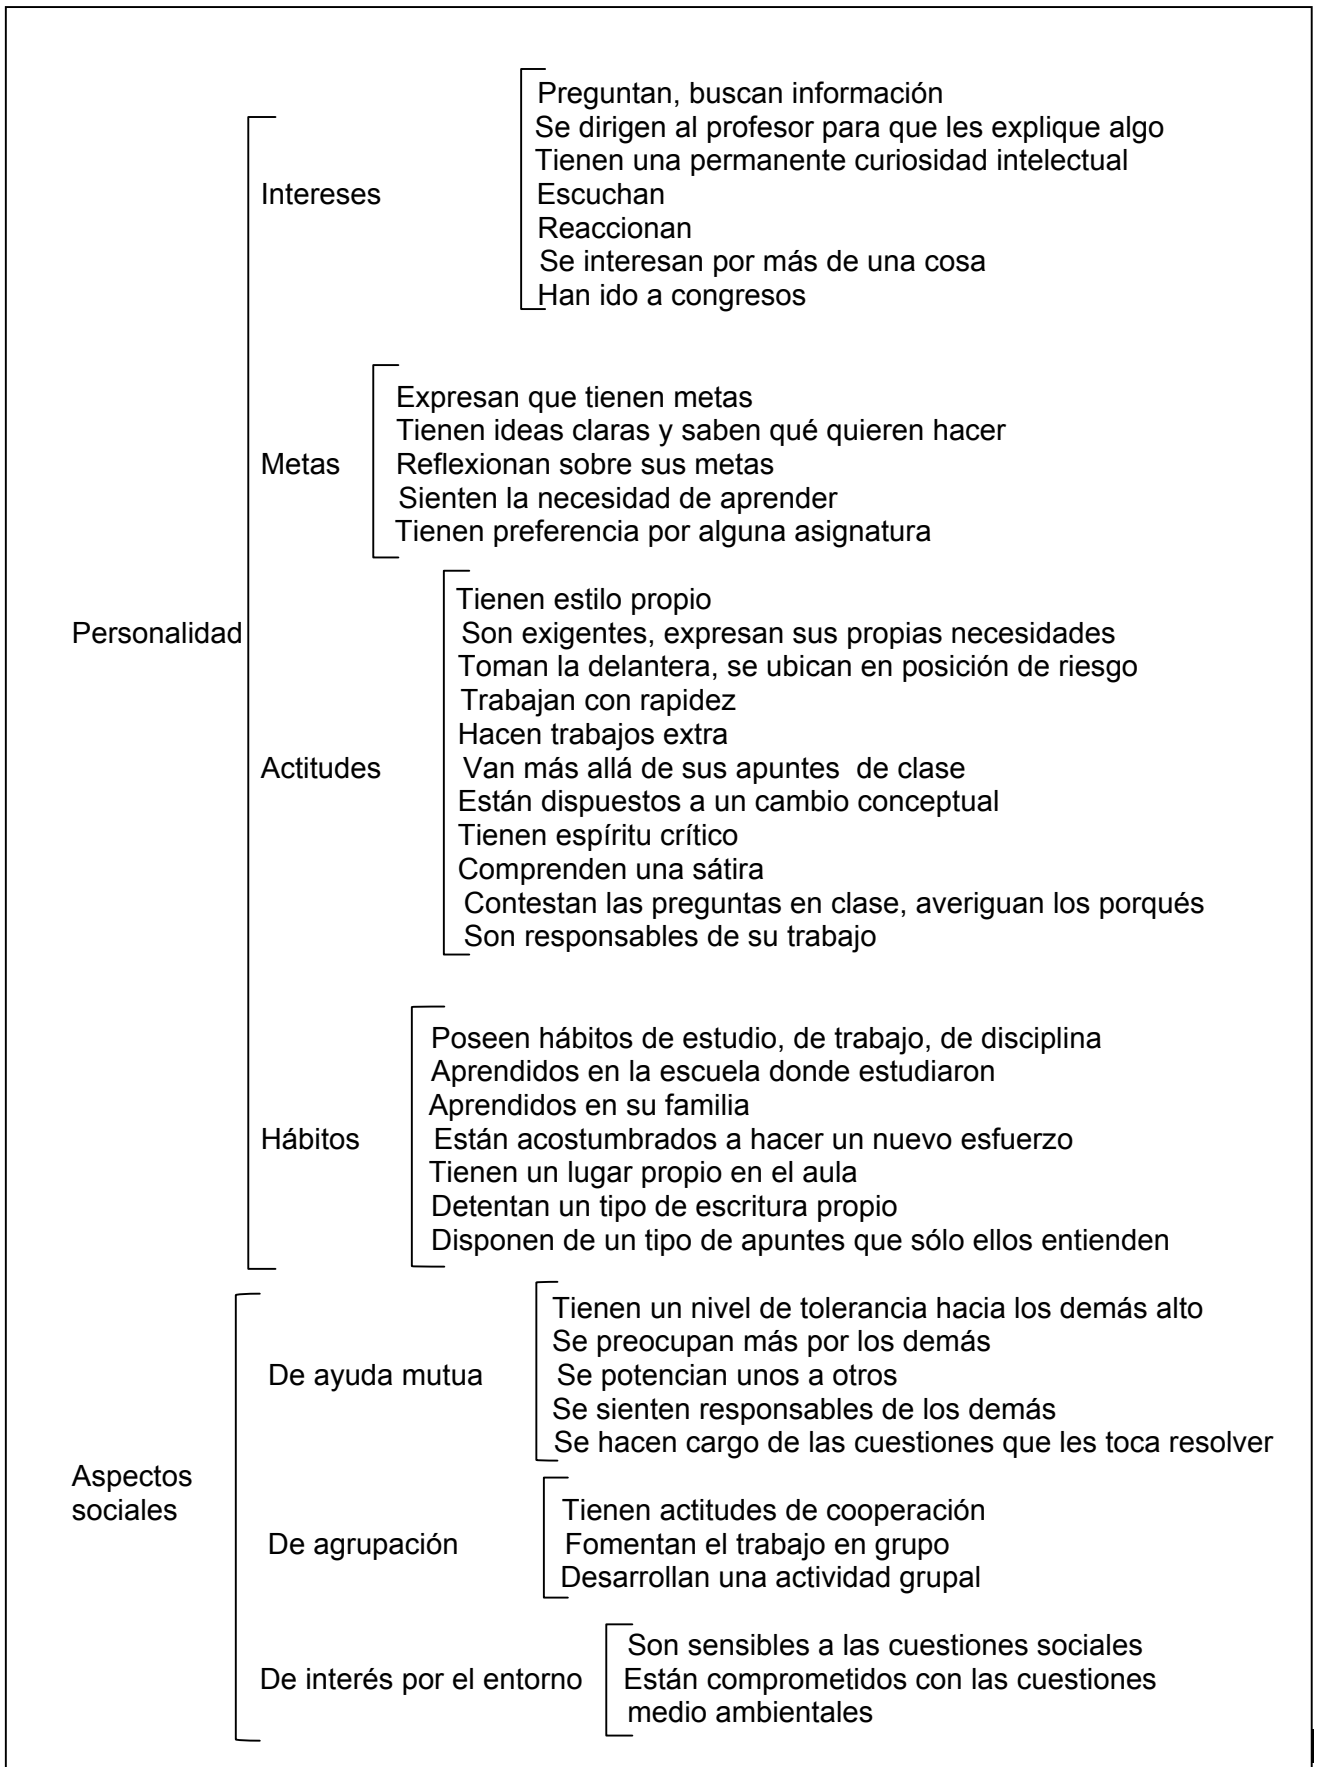 Personalidad
Intereses
Preguntan, buscan información
Se dirigen al profesor para que les explique algo
Tienen una permanente curiosidad intelectual
Escuchan
Reaccionan
Se interesan por más de una cosa
Han ido a congresos
Metas
Expresan que tienen metas
Tienen ideas claras y saben qué quieren hacer
Reflexionan sobre sus metas
Sienten la necesidad de aprender
Tienen preferencia por alguna asignatura
Actitudes
Tienen estilo propio
Son exigentes, expresan sus propias necesidades
Toman la delantera, se ubican en posición de riesgo
Trabajan con rapidez
Hacen trabajos extra
Van más allá de sus apuntes  de clase
Están dispuestos a un cambio conceptual
Tienen espíritu crítico
Comprenden una sátira
Contestan las preguntas en clase, averiguan los porqués
Son responsables de su trabajo
Hábitos
Poseen hábitos de estudio, de trabajo, de disciplina
Aprendidos en la escuela donde estudiaron
Aprendidos en su familia
Están acostumbrados a hacer un nuevo esfuerzo
Tienen un lugar propio en el aula
Detentan un tipo de escritura propio
Disponen de un tipo de apuntes que sólo ellos entienden
Aspectos
sociales
De ayuda mutua
Tienen un nivel de tolerancia hacia los demás alto
Se preocupan más por los demás
Se potencian unos a otros
Se sienten responsables de los demás
Se hacen cargo de las cuestiones que les toca resolver
De agrupación
Tienen actitudes de cooperación
Fomentan el trabajo en grupo
Desarrollan una actividad grupal
De interés por el entorno
Son sensibles a las cuestiones sociales
Están comprometidos con las cuestiones
medio ambientales